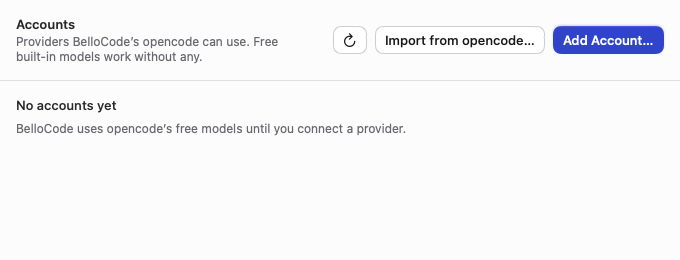 Accounts
Providers BelloCode's opencode can use. Free
built-in models work without any.
Import from opencode...
Add Account...
No accounts yet
BelloCode uses opencode's free models until you connect a provider.